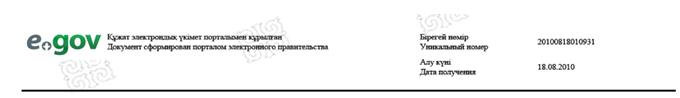 e.gov
Құжат электрондық үкімет порталымен құрылған
Документ сформирован порталом электронного правительства
Бірегей нөмір
Уникальный номер
20100818010931
Алу күні
Дата получения
18.08.2010